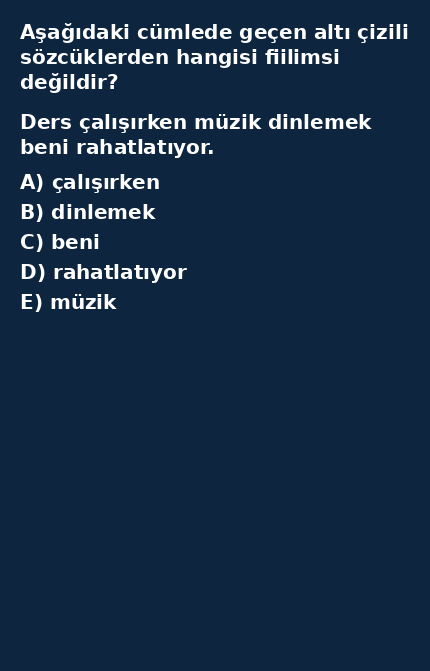 Aşağıdaki cümlede geçen altı çizili
sözcüklerden hangisi fiilimsi
değildir?
Ders çalışırken müzik dinlemek
beni rahatlatıyor.
A) çalışırken
B) dinlemek
C) beni
D) rahatlatıyor
E) müzik